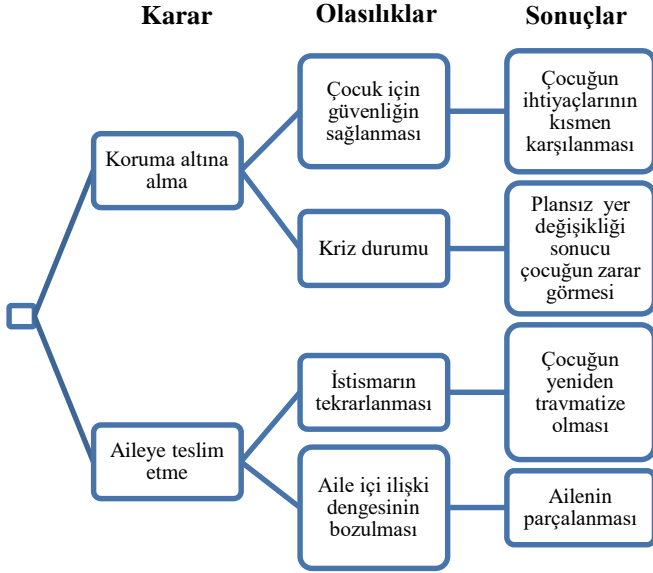 Karar
Olasılıklar
Sonuçlar
Koruma altına
alma
Çocuk için
güvenliğin
sağlanması
Çocuğun
ihtiyaçlarının
kısmen
karşılanması
Kriz durumu
Plansız yer
değişikliği
sonucu
çocuğun zarar
görmesi
Aileye teslim
etme
İstismarın
tekrarlanması
Çocuğun
yeniden
travmatize
olması
Aile içi ilişki
dengesinin
bozulması
Ailenin
parçalanması